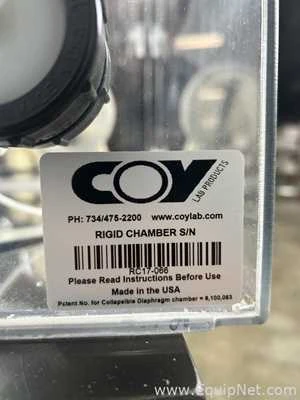 COY
LAB PRODUCTS
PH: 734/475-2200 www.coylab.com
RIGID CHAMBER S/N
RC17-066
Please Read Instructions Before Use
Made in the USA
Patent No. for Collapsible Diaphragm chamber = 6,100,083
www.EquipNet.com